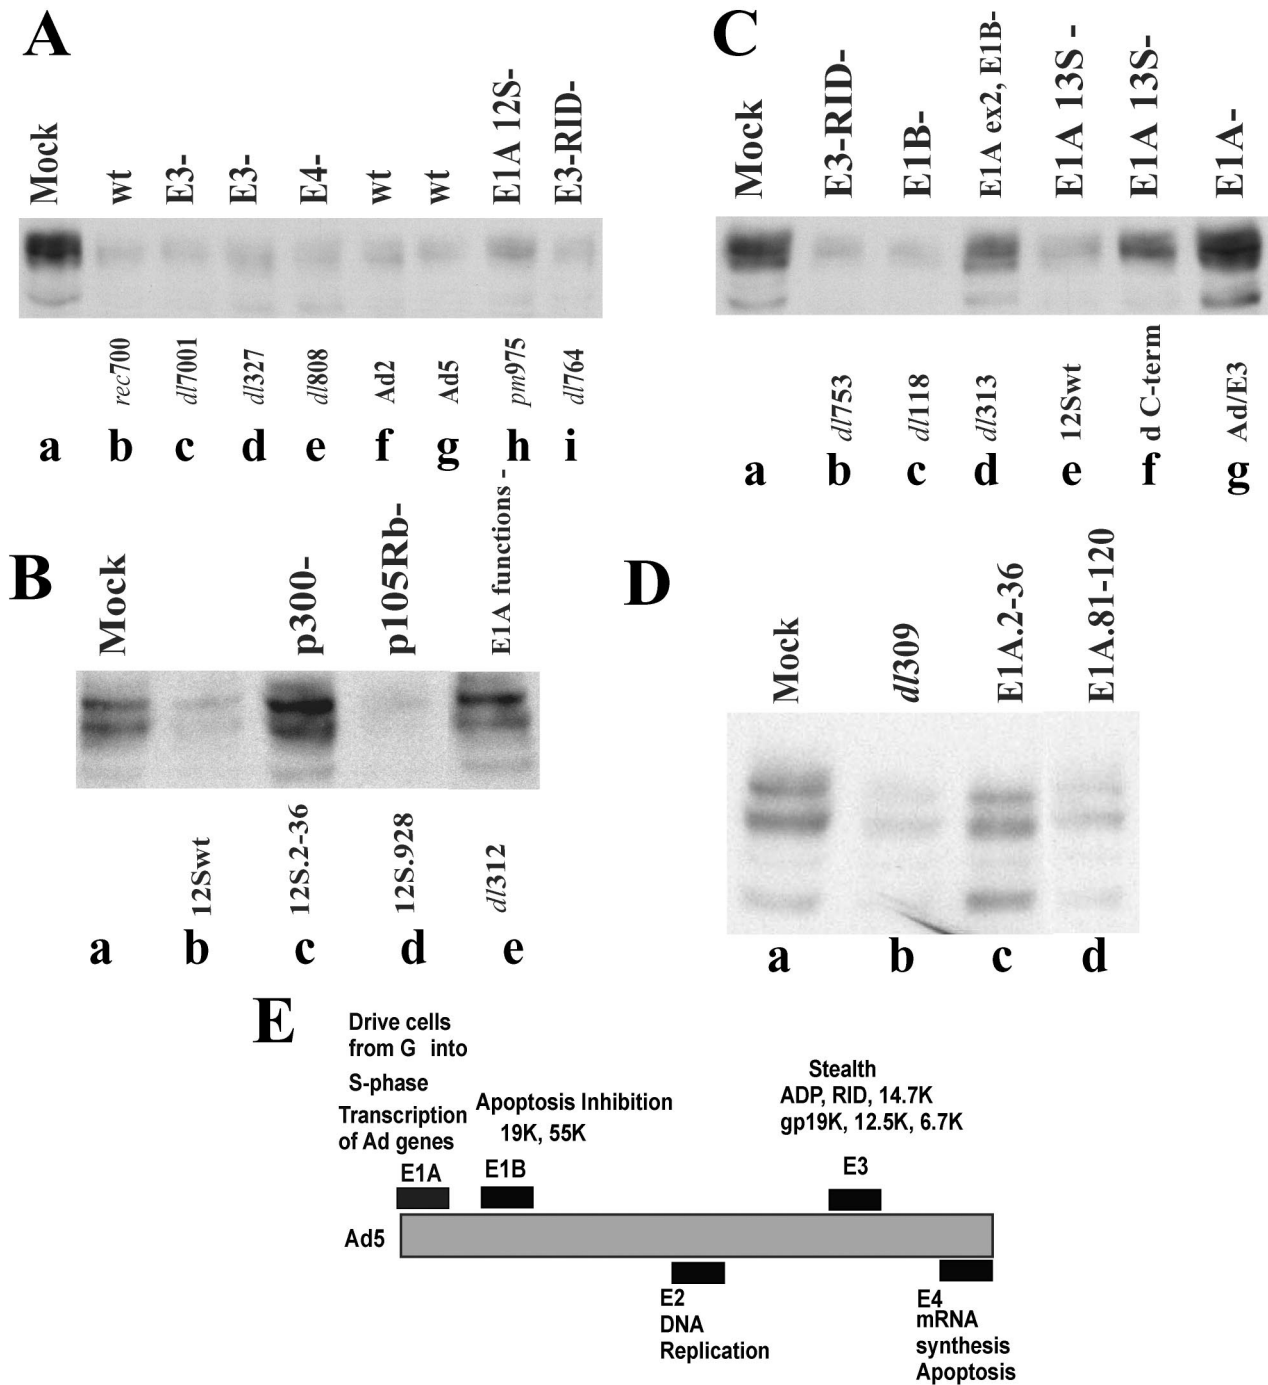 A
Mock
wt
E3-
E3-
E4-
wt
wt
E1A 12S-
E3-RID-
rec700
dl7001
dl327
dl808
Ad2
Ad5
pm975
dl764
a b c d e f g h i
C
Mock
E3-RID-
E1B-
E1A ex2, E1B-
E1A 13S -
E1A 13S-
E1A-
dl753
dl118
dl313
12Swt
d C-term
Ad/E3
a b c d e f g
B
Mock
p300-
p105Rb-
E1A functions -
12Swt
12S.2-36
12S.928
dl312
a b c d e
D
Mock
dl309
E1A.2-36
E1A.81-120
a b c d
E
Drive cells
from G into
S-phase
Transcription
of Ad genes
E1A
Apoptosis Inhibition
19K, 55K
E1B
Stealth
ADP, RID, 14.7K
gp19K, 12.5K, 6.7K
E3
Ad5
E2
DNA
Replication
E4
mRNA
synthesis
Apoptosis